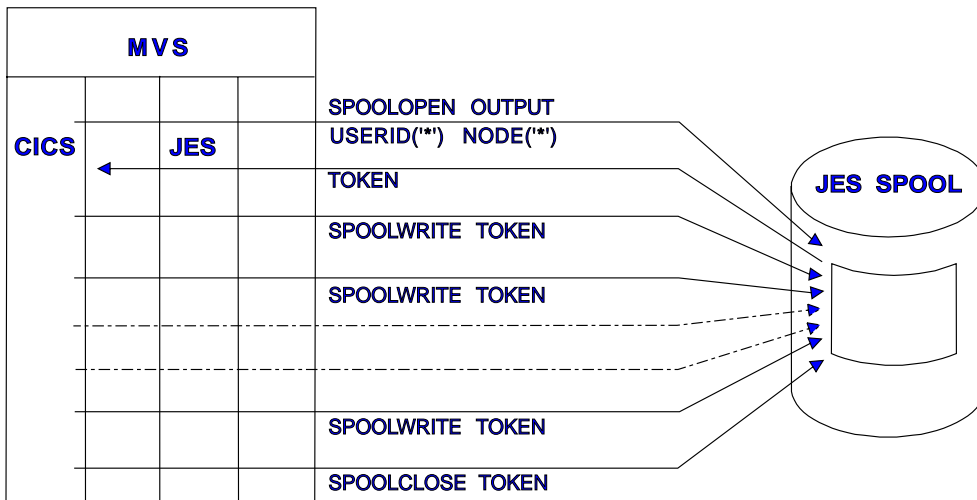 MVS
SPOOLOPEN OUTPUT
USERID('*') NODE('*')
CICS
JES
TOKEN
JES SPOOL
SPOOLWRITE TOKEN
SPOOLWRITE TOKEN
SPOOLWRITE TOKEN
SPOOLCLOSE TOKEN